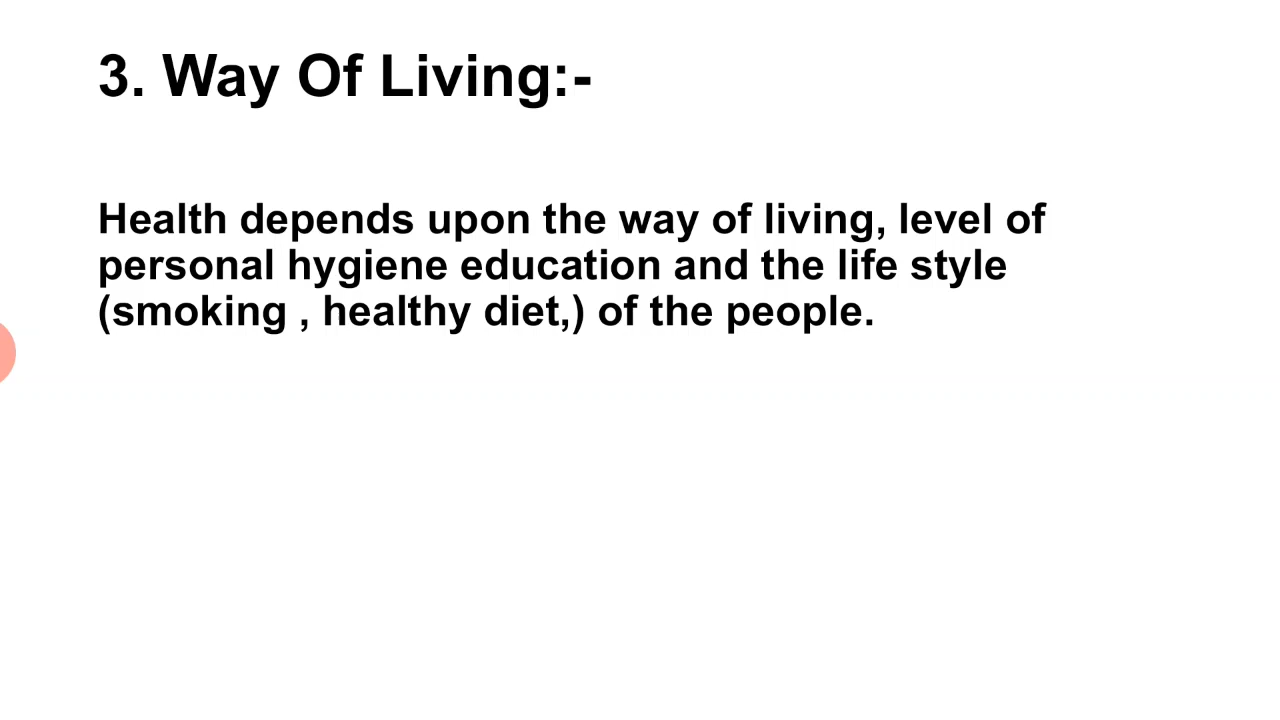 3. Way Of Living:-
Health depends upon the way of living, level of
personal hygiene education and the life style
(smoking , healthy diet,) of the people.